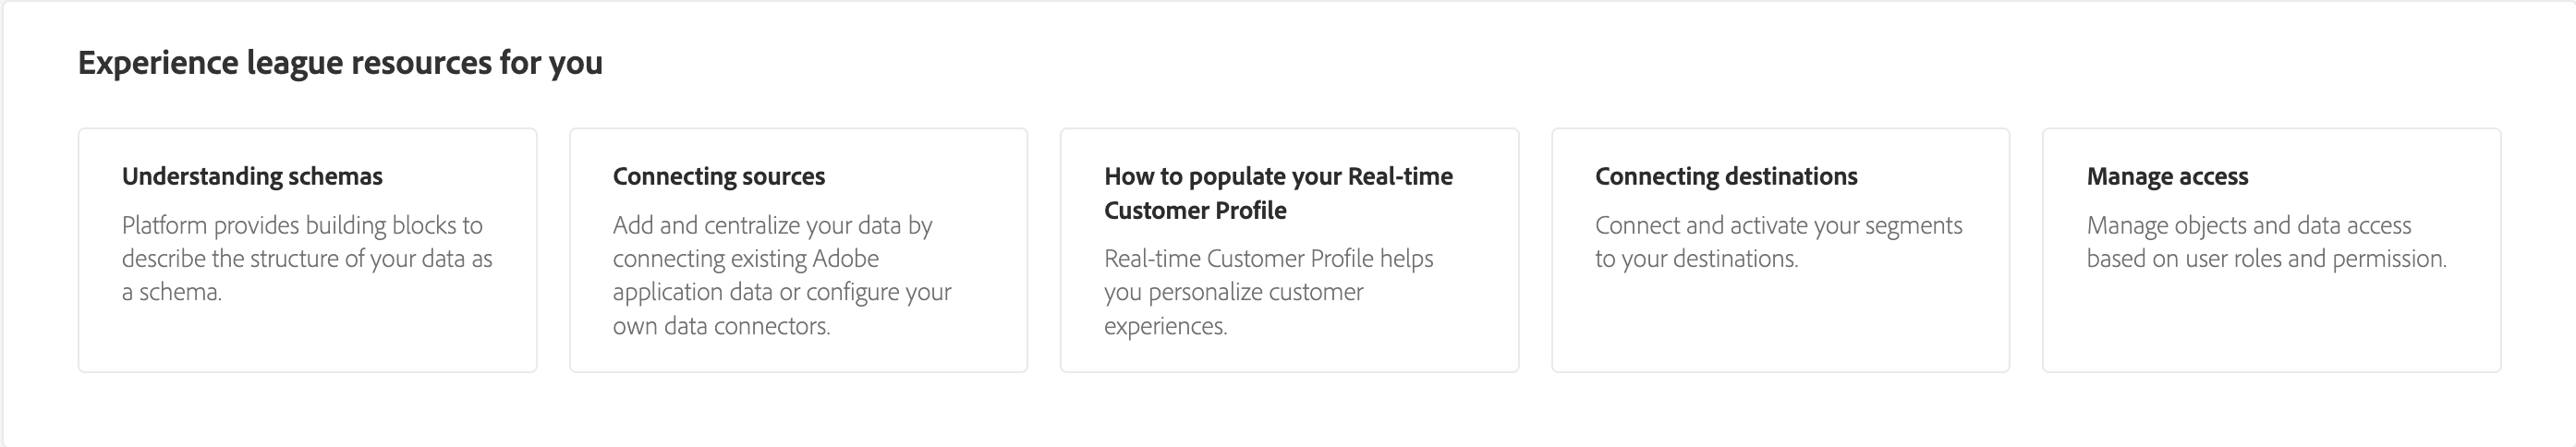 Experience league resources for you
Understanding schemas
Platform provides building blocks to
describe the structure of your data as
a schema.
Connecting sources
Add and centralize your data by
connecting existing Adobe
application data or configure your
own data connectors.
How to populate your Real-time
Customer Profile
Real-time Customer Profile helps
you personalize customer
experiences.
Connecting destinations
Connect and activate your segments
to your destinations.
Manage access
Manage objects and data access
based on user roles and permission.